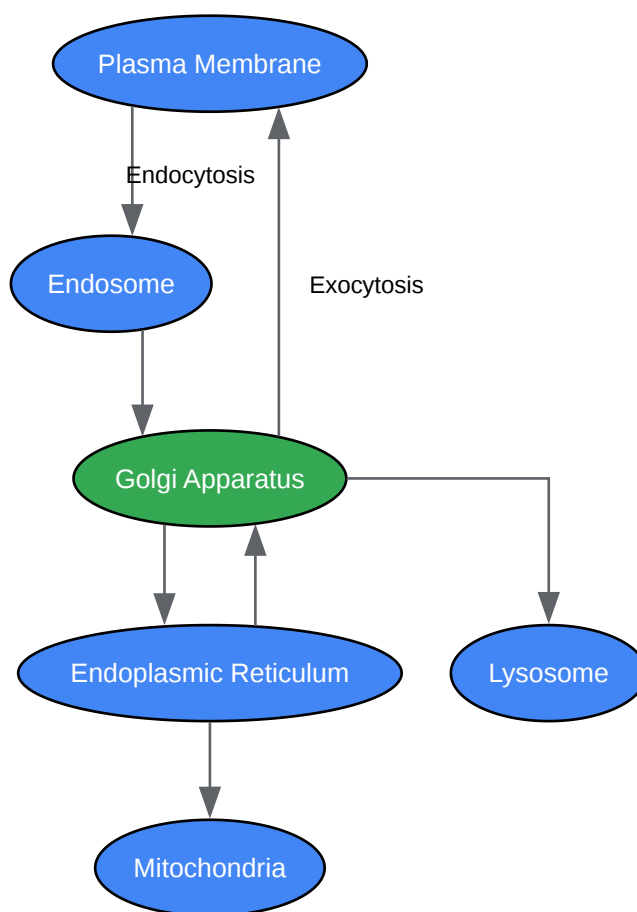 Plasma Membrane
Endocytosis
Endosome
Exocytosis
Golgi Apparatus
Endoplasmic Reticulum
Lysosome
Mitochondria